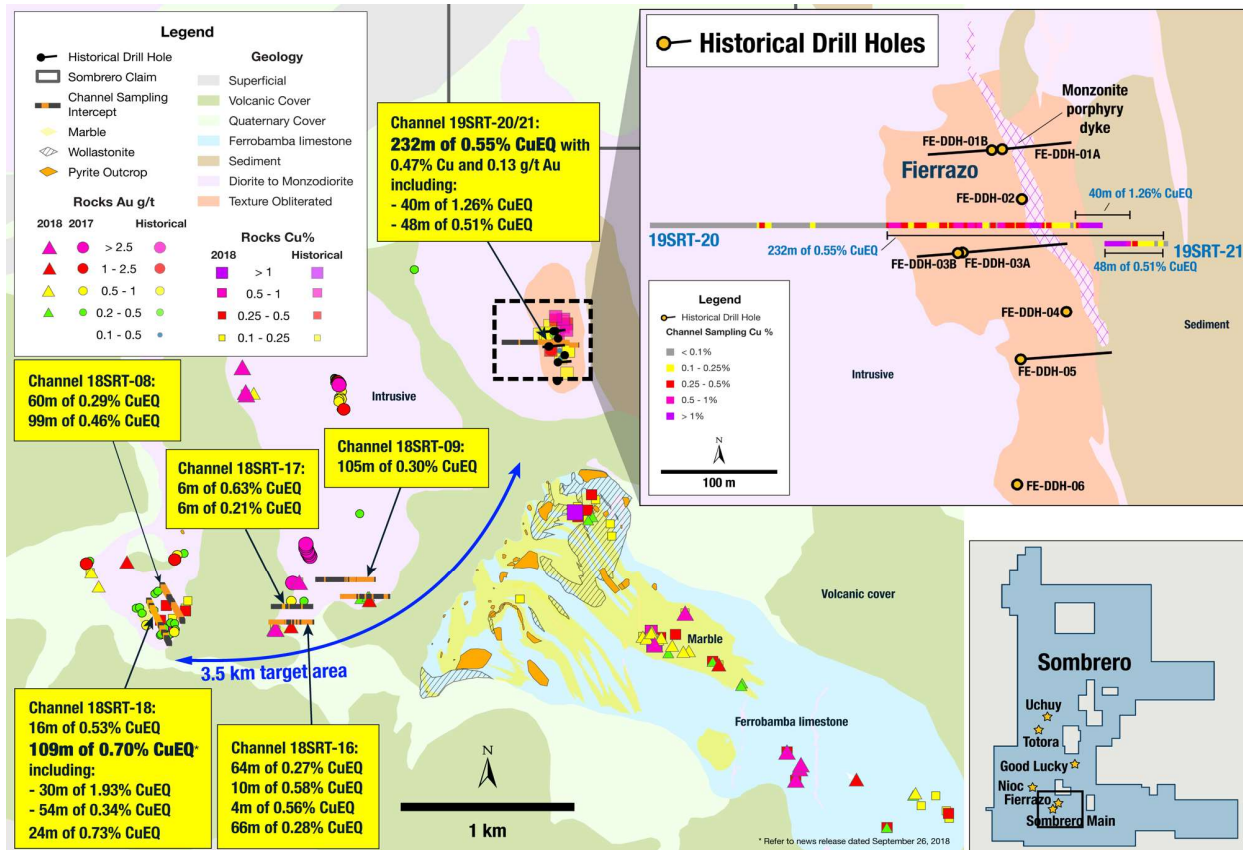 Legend
Historical Drill Hole
Sombrero Claim
Channel Sampling
Intercept
Marble
Wollastonite
Pyrite Outcrop
Geology
Superficial
Volcanic Cover
Quaternary Cover
Ferrobamba limestone
Sediment
Diorite to Monzodiorite
Texture Obliterated
Rocks Au g/t
2018 2017 Historical
> 2.5
1 - 2.5
0.5 - 1
0.2 - 0.5
0.1 - 0.5
Rocks Cu%
2018 Historical
> 1
0.5 - 1
0.25 - 0.5
0.1 - 0.25
Channel 19SRT-20/21:
232m of 0.55% CuEQ with
0.47% Cu and 0.13 g/t Au
including:
- 40m of 1.26% CuEQ
- 48m of 0.51% CuEQ
Historical Drill Holes
Monzonite
porphyry
dyke
FE-DDH-01B
FE-DDH-01A
Fierrazo
FE-DDH-02
40m of 1.26% CuEQ
19SRT-20
232m of 0.55% CuEQ
19SRT-21
48m of 0.51% CuEQ
FE-DDH-03B
FE-DDH-03A
FE-DDH-04
Sediment
FE-DDH-05
Intrusive
FE-DDH-06
Legend
Historical Drill Hole
Channel Sampling Cu %
< 0.1%
0.1 - 0.25%
0.25 - 0.5%
0.5 - 1%
> 1%
N
100 m
Channel 18SRT-08:
60m of 0.29% CuEQ
99m of 0.46% CuEQ
Intrusive
Channel 18SRT-17:
6m of 0.63% CuEQ
6m of 0.21% CuEQ
Channel 18SRT-09:
105m of 0.30% CuEQ
3.5 km target area
Volcanic cover
Marble
Ferrobamba limestone
Channel 18SRT-18:
16m of 0.53% CuEQ
109m of 0.70% CuEQ*
including:
- 30m of 1.93% CuEQ
- 54m of 0.34% CuEQ
24m of 0.73% CuEQ
Channel 18SRT-16:
64m of 0.27% CuEQ
10m of 0.58% CuEQ
4m of 0.56% CuEQ
66m of 0.28% CuEQ
N
1 km
* Refer to news release dated September 26, 2018
Sombrero
Uchuy
Totora
Good Lucky
Nioc
Fierrazo
Sombrero Main